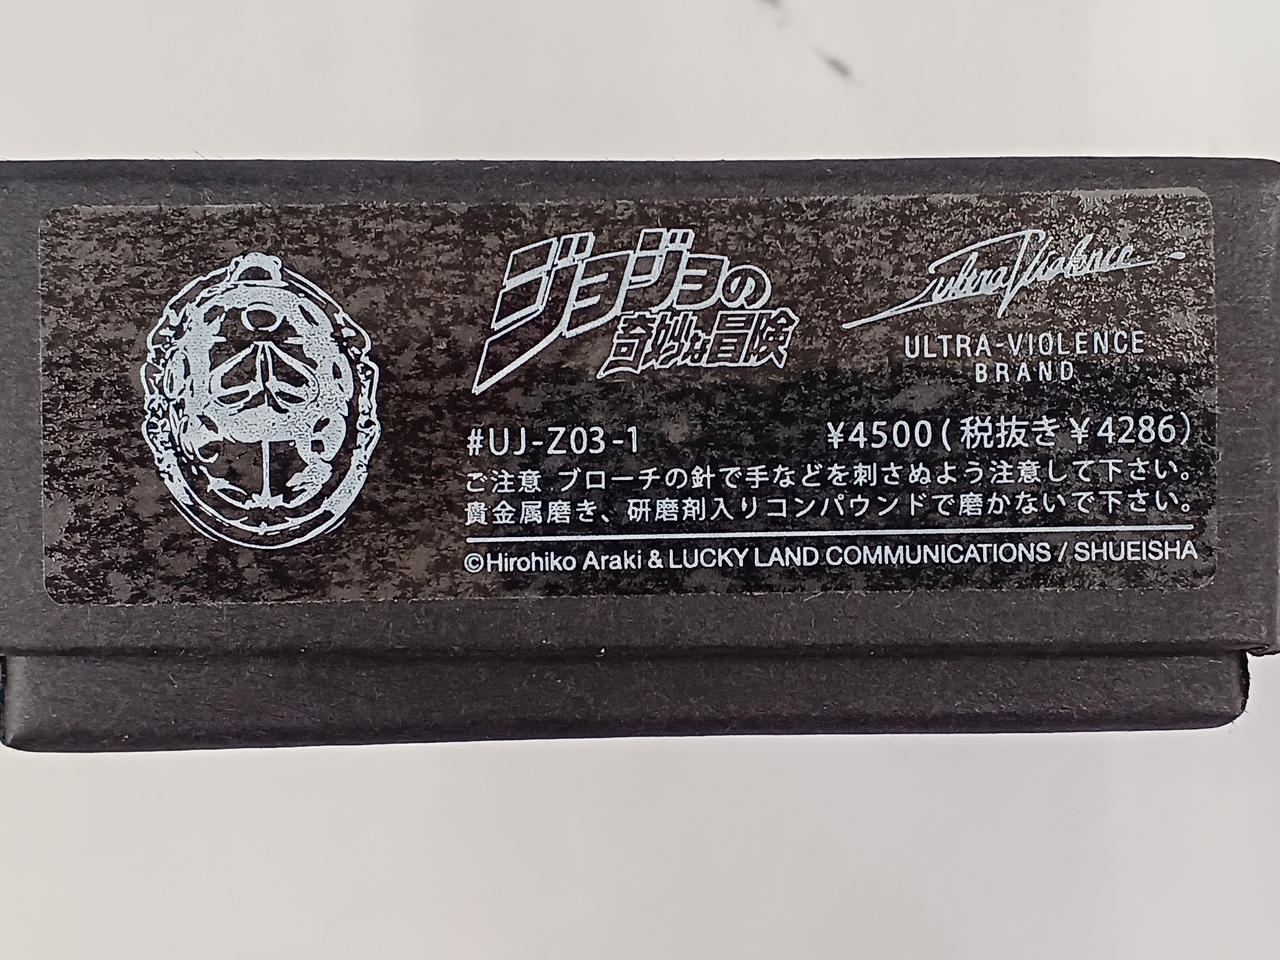 ジョジョの
奇妙な冒険
Ultra Violence
ULTRA-VIOLENCE
BRAND
#UJ-Z03-1
¥4500(税抜き¥4286)
ご注意 ブローチの針で手などを刺さぬよう注意して下さい。
貴金属磨き、研磨剤入りコンパウンドで磨かないで下さい。
©Hirohiko Araki & LUCKY LAND COMMUNICATIONS / SHUEISHA